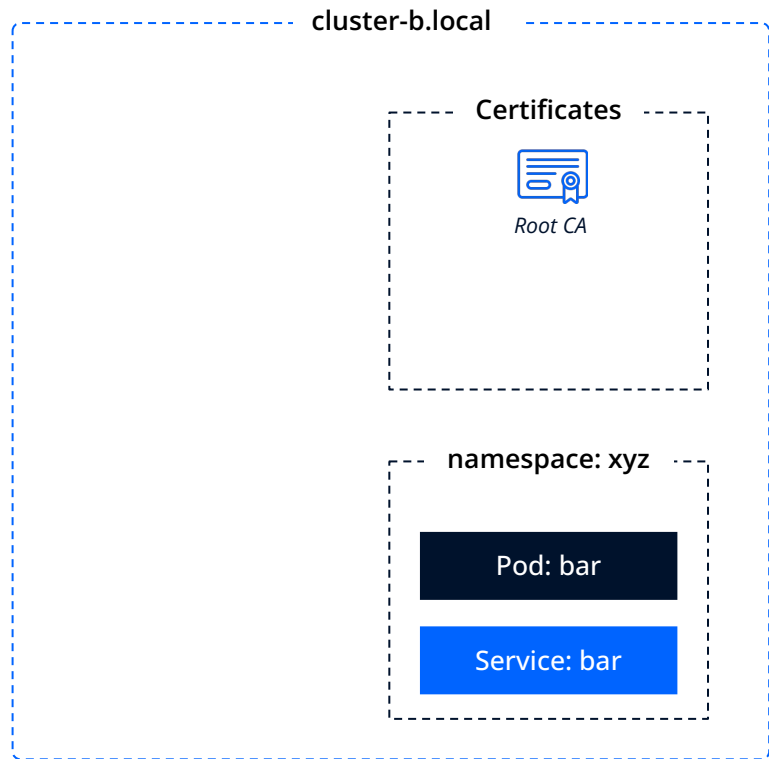 cluster-b.local
Certificates
Root CA
namespace: xyz
Pod: bar
Service: bar